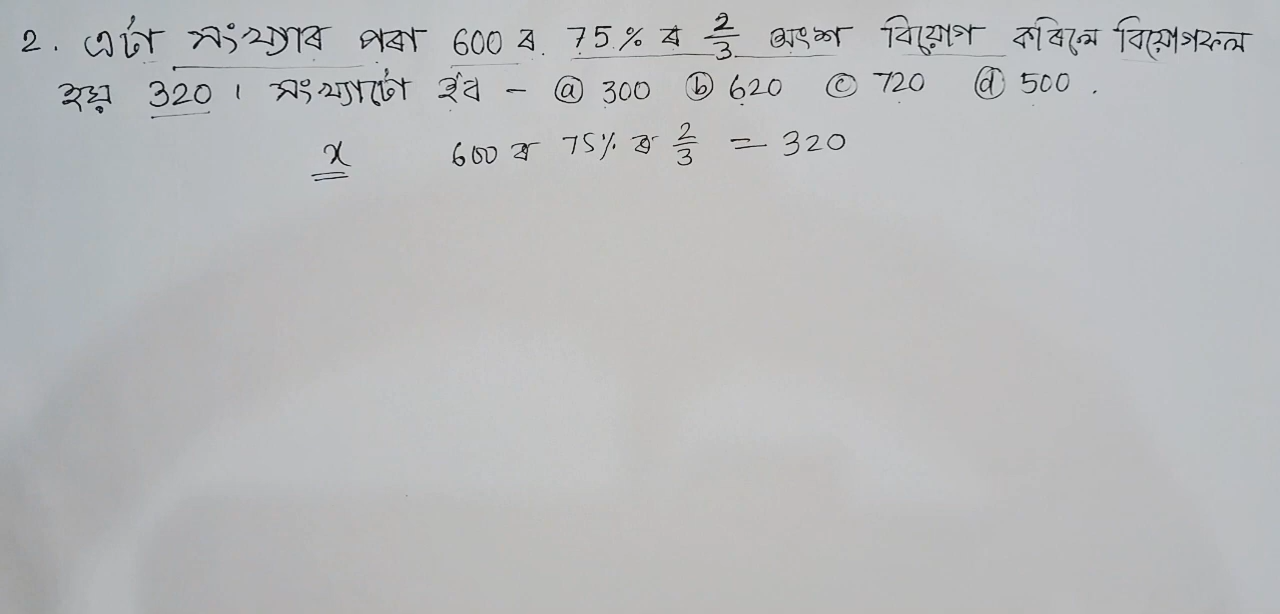 2. এটা সংখ্যাৰ পৰা 600 ৰ 75% ৰ 2/3 অংশ বিয়োগ কৰিলে বিয়োগফল
হয় 320। সংখ্যাটো হ'ব - ⓐ 300 ⓑ 620 ⓒ 720 ⓓ 500.
x 600 ৰ 75% ৰ 2/3 = 320